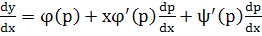 dy/dx = φ(p) + xφ′(p) dp/dx + ψ′(p) dp/dx